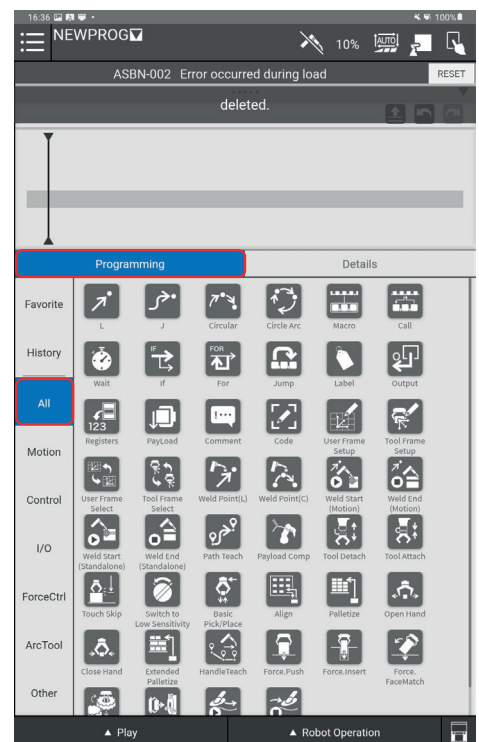 16:36 100%
NEWPROG 10% AUTO
ASBN-002 Error occurred during load RESET
deleted.
Programming Details
Favorite
History
All
Motion
Control
I/O
ForceCtrl
ArcTool
Other
L J Circular Circle Arc Macro Call
IF FOR
Wait If For Jump Label Output
123
Registers PayLoad Comment Code User Frame Setup Tool Frame Setup
User Frame Select Tool Frame Select Weld Point(L) Weld Point(C) Weld Start (Motion) Weld End (Motion)
Weld Start (Standalone) Weld End (Standalone) Path Teach Payload Comp Tool Detach Tool Attach
Touch Skip Switch to Low Sensitivity Basic Pick/Place Align Palletize Open Hand
Close Hand Extended Palletize HandleTeach Force.Push Force.Insert Force. FaceMatch
▲ Play ▲ Robot Operation